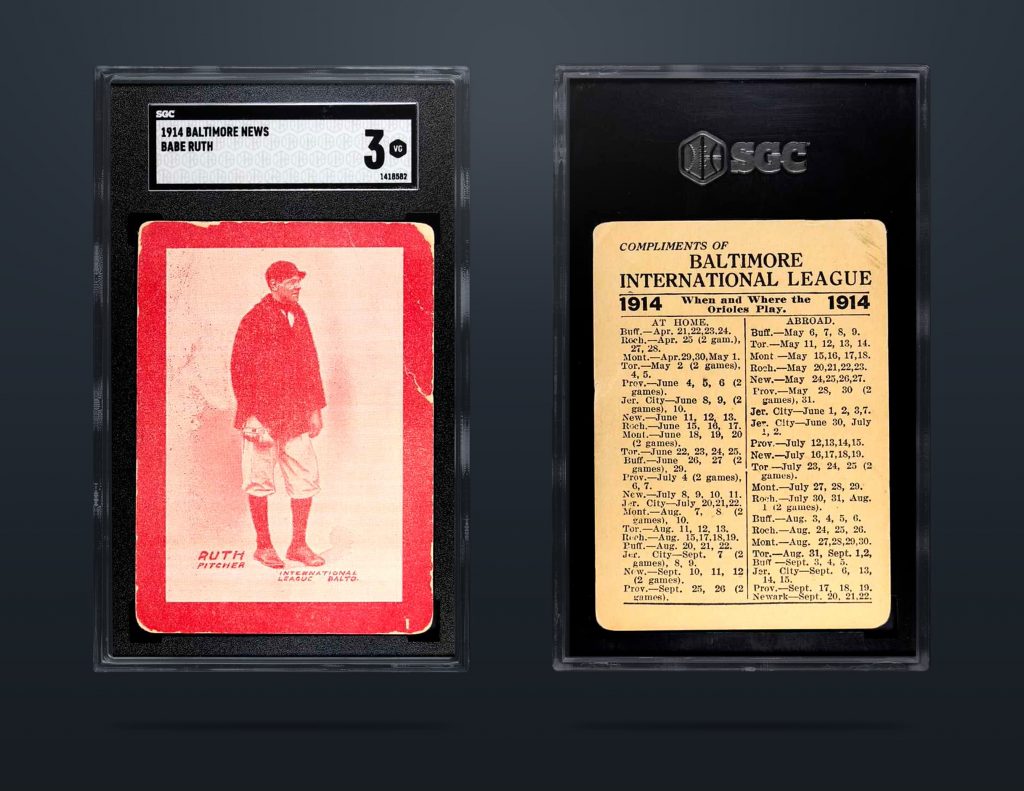 SGC
1914 BALTIMORE NEWS
BABE RUTH
3
VG
1418582
RUTH
PITCHER
INTERNATIONAL
LEAGUE BALTO.
1
SGC
COMPLIMENTS OF
BALTIMORE
INTERNATIONAL LEAGUE
1914 When and Where the 1914
Orioles Play.
AT HOME.
Buff.—Apr. 21,22,23,24.
Roch.—Apr. 25 (2 gam.),
27, 28.
Mont.—Apr.29,30,May 1.
Tor.—May 2 (2 games),
4, 5.
Prov.—June 4, 5, 6 (2
games).
Jer. City—June 8, 9, (2
games), 10.
New.—June 11, 12, 13.
Roch.—June 15, 16, 17.
Mont.—June 18, 19, 20
(2 games).
Tor.—June 22, 23, 24, 25.
Buff.—June 26, 27 (2
games), 29.
Prov.—July 4 (2 games),
6, 7.
New.—July 8, 9, 10, 11.
Jer. City—July 20,21,22.
Mont.—Aug. 7, 8 (2
games), 10.
Tor.—Aug. 11, 12, 13.
Roch.—Aug. 15,17,18,19.
Buff.—Aug. 20, 21, 22.
Jer. City—Sept. 7 (2
games), 8, 9.
New.—Sept. 10, 11, 12
(2 games).
Prov.—Sept. 25, 26 (2
games).
ABROAD.
Buff.—May 6, 7, 8, 9.
Tor.—May 11, 12, 13, 14.
Mont —May 15,16,17,18.
Roch.—May 20,21,22,23.
New.—May 24,25,26,27.
Prov.—May 28, 30 (2
games), 31.
Jer. City—June 1, 2, 3,7.
Jer. City—June 30, July
1, 2.
Prov.—July 12,13,14,15.
New.—July 16,17,18,19.
Tor —July 23, 24, 25 (2
games).
Mont.—July 27, 28, 29.
Roch.—July 30, 31, Aug.
1 (2 games).
Buff.—Aug. 3, 4, 5, 6.
Roch.—Aug. 24, 25, 26.
Mont.—Aug. 27,28,29,30.
Tor.—Aug. 31, Sept. 1,2,
Buff —Sept. 3, 4, 5.
Jer. City—Sept. 6, 13,
14, 15.
Prov.—Sept. 17, 18, 19.
Newark—Sept. 20, 21,22.